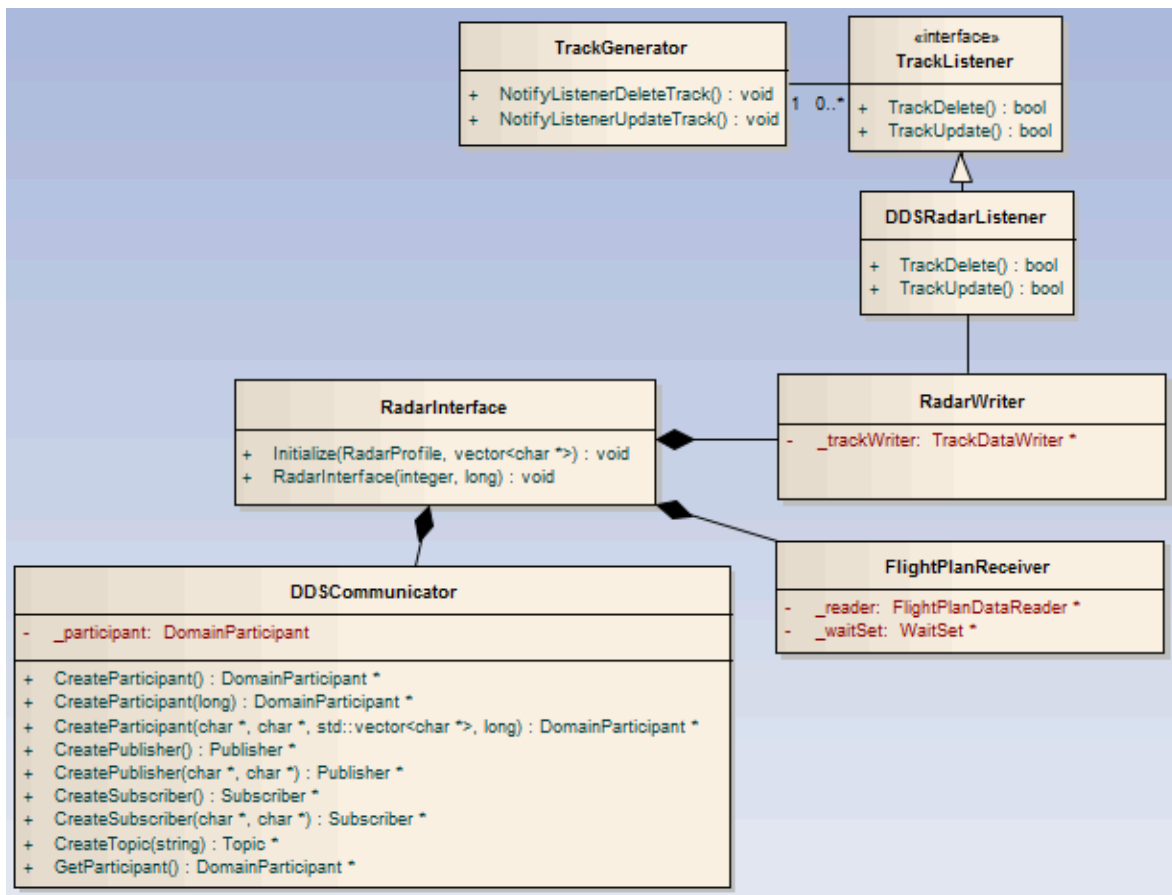 TrackGenerator
+ NotifyListenerDeleteTrack() : void
+ NotifyListenerUpdateTrack() : void
1 0..*
«interface»
TrackListener
+ TrackDelete() : bool
+ TrackUpdate() : bool
DDSRadarListener
+ TrackDelete() : bool
+ TrackUpdate() : bool
RadarInterface
+ Initialize(RadarProfile, vector<char *>) : void
+ RadarInterface(integer, long) : void
RadarWriter
- _trackWriter: TrackDataWriter *
FlightPlanReceiver
- _reader: FlightPlanDataReader *
- _waitSet: WaitSet *
DDSCommunicator
- _participant: DomainParticipant
+ CreateParticipant() : DomainParticipant *
+ CreateParticipant(long) : DomainParticipant *
+ CreateParticipant(char *, char *, std::vector<char *>, long) : DomainParticipant *
+ CreatePublisher() : Publisher *
+ CreatePublisher(char *, char *) : Publisher *
+ CreateSubscriber() : Subscriber *
+ CreateSubscriber(char *, char *) : Subscriber *
+ CreateTopic(string) : Topic *
+ GetParticipant() : DomainParticipant *